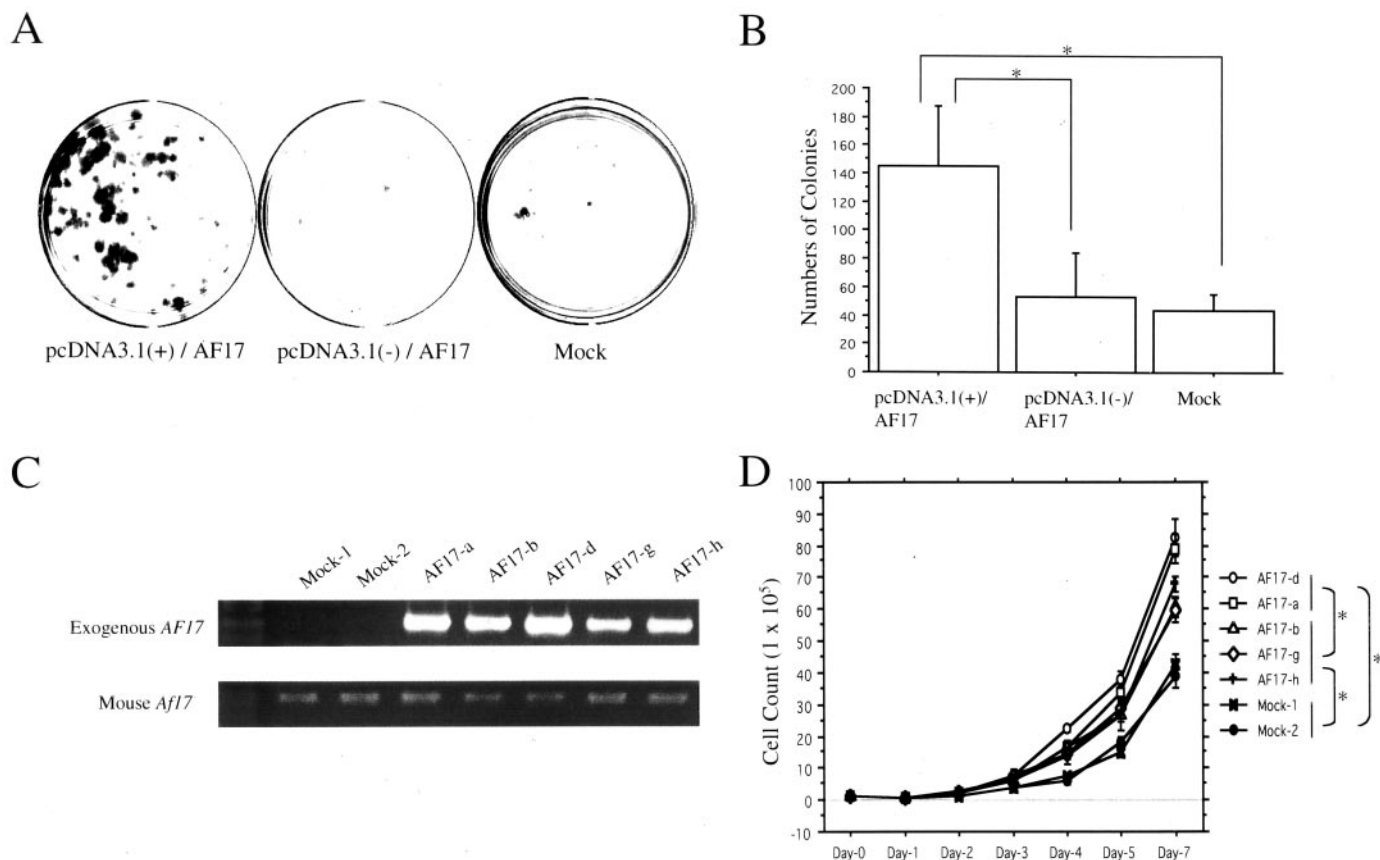 A
pcDNA3.1(+) / AF17
pcDNA3.1(-) / AF17
Mock
B
*
*
Numbers of Colonies
200
180
160
140
120
100
80
60
40
20
0
pcDNA3.1(+)/
AF17
pcDNA3.1(-)/
AF17
Mock
C
Mock-1
Mock-2
AF17-a
AF17-b
AF17-d
AF17-g
AF17-h
Exogenous AF17
Mouse Af17
D
Cell Count (1 x 10⁵)
100
90
80
70
60
50
40
30
20
10
0
-10
Day-0
Day-1
Day-2
Day-3
Day-4
Day-5
Day-7
AF17-d
AF17-a
AF17-b
AF17-g
AF17-h
Mock-1
Mock-2
*
*
*